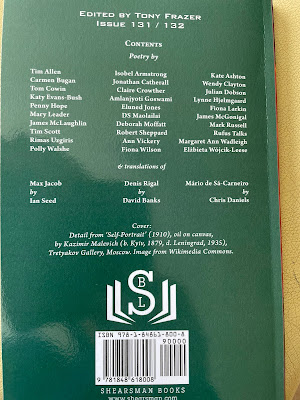 EDITED BY TONY FRAZER
ISSUE 131 / 132
CONTENTS
Poetry by
Tim Allen Isobel Armstrong Kate Ashton
Carmen Bugan Jonathan Catherall Wendy Clayton
Tom Cowin Claire Crowther Julian Dobson
Katy Evans-Bush Amlanjyoti Goswami Lynne Hjelmgaard
Penny Hope Eluned Jones Fiona Larkin
Mary Leader DS Maolalai James McGonigal
James McLaughlin Deborah Moffatt Mark Russell
Tim Scott Robert Sheppard Rufus Talks
Rimas Uzgiris Ann Vickery Margaret Ann Wadleigh
Polly Walshe Fiona Wilson Elżbieta Wójcik-Leese
& translations of
Max Jacob Denis Rigal Mário de Sá-Carneiro
by by by
Ian Seed David Banks Chris Daniels
Cover:
Detail from 'Self-Portrait' (1910), oil on canvas,
by Kazimir Malevich (b. Kyiv, 1879, d. Leningrad, 1935),
Tretyakov Gallery, Moscow. Image from Wikimedia Commons.
B
S
L
ISBN 978-1-84861-800-8
90000
9 781848 618008
SHEARSMAN BOOKS
www.shearsman.com